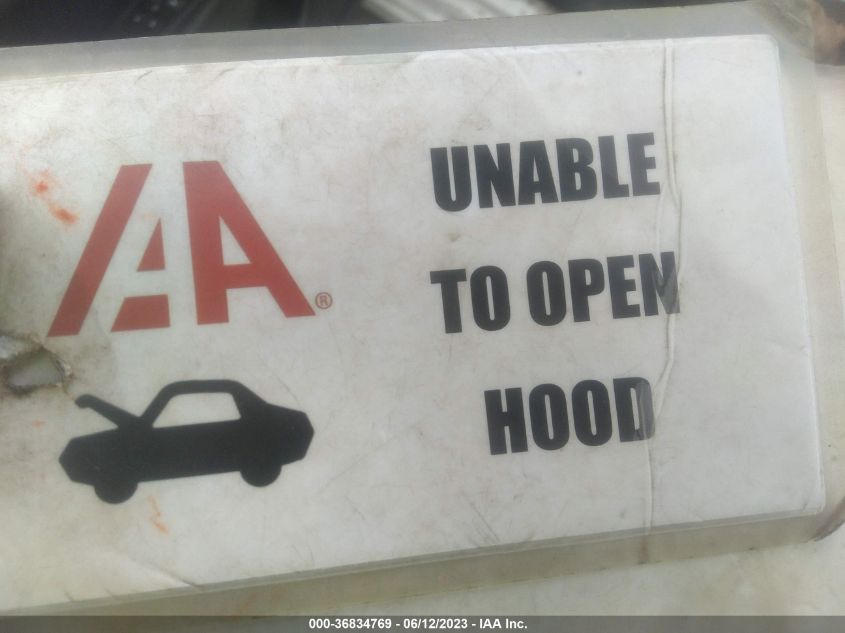 IAA®
UNABLE
TO OPEN
HOOD
000-36834769 - 06/12/2023 - IAA Inc.